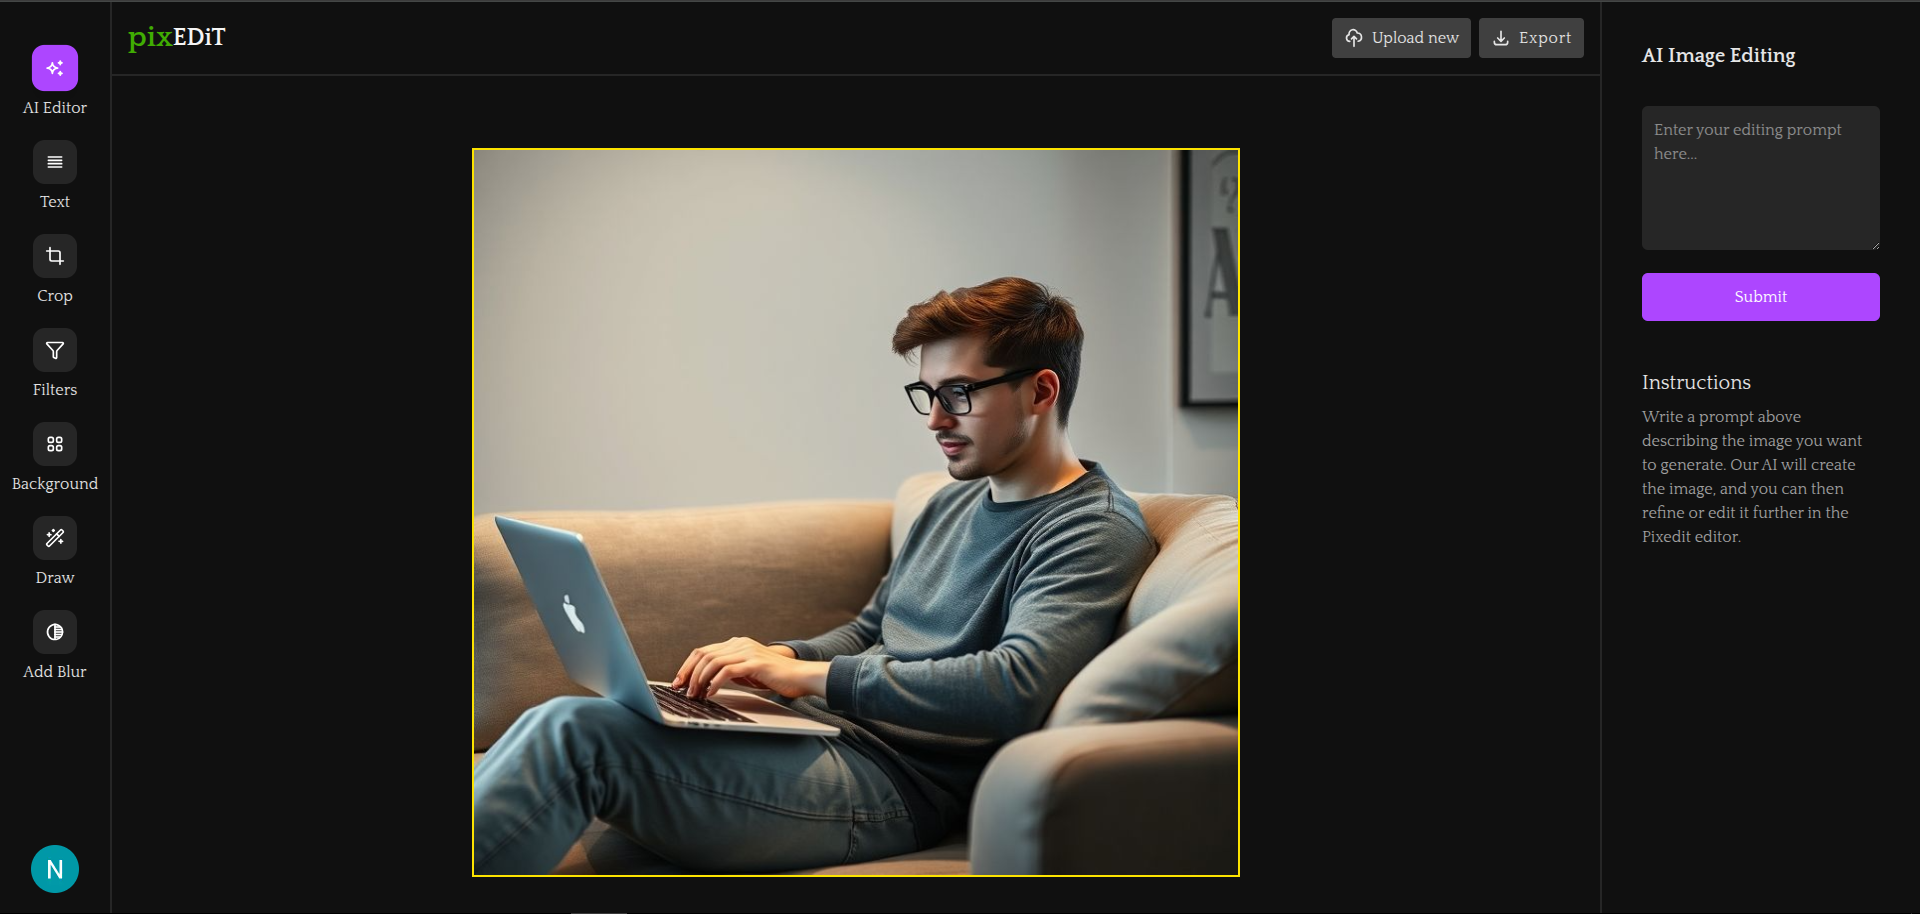 pixEDiT
Upload new
Export
AI Editor
Text
Crop
Filters
Background
Draw
Add Blur
N
A
AI Image Editing
Enter your editing prompt
here...
Submit
Instructions
Write a prompt above
describing the image you want
to generate. Our AI will create
the image, and you can then
refine or edit it further in the
Pixedit editor.